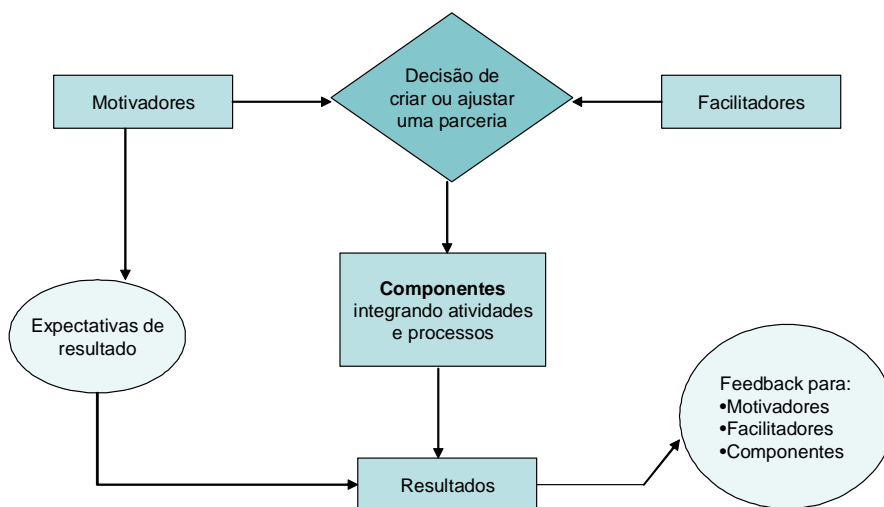 Motivadores
Decisão de
criar ou ajustar
uma parceria
Facilitadores
Componentes
integrando atividades
e processos
Expectativas de
resultado
Feedback para:
•Motivadores
•Facilitadores
•Componentes
Resultados